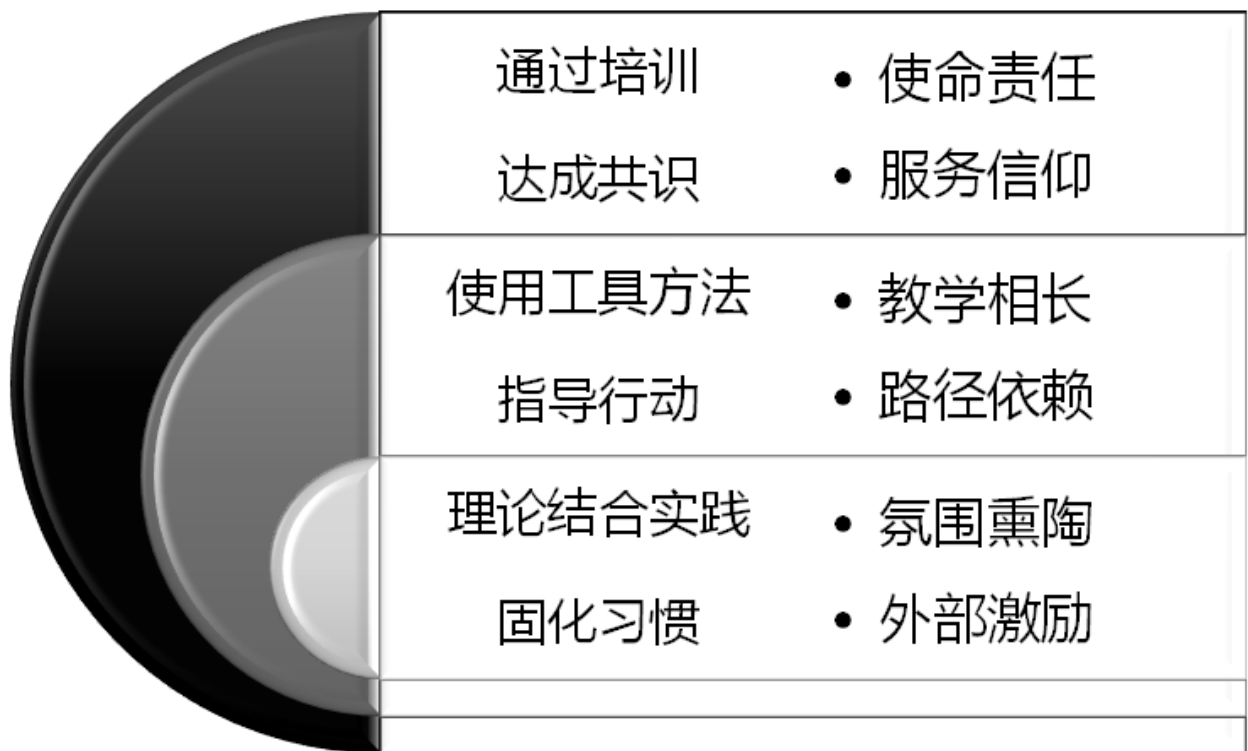 通过培训
达成共识
• 使命责任
• 服务信仰
使用工具方法
指导行动
• 教学相长
• 路径依赖
理论结合实践
固化习惯
• 氛围熏陶
• 外部激励